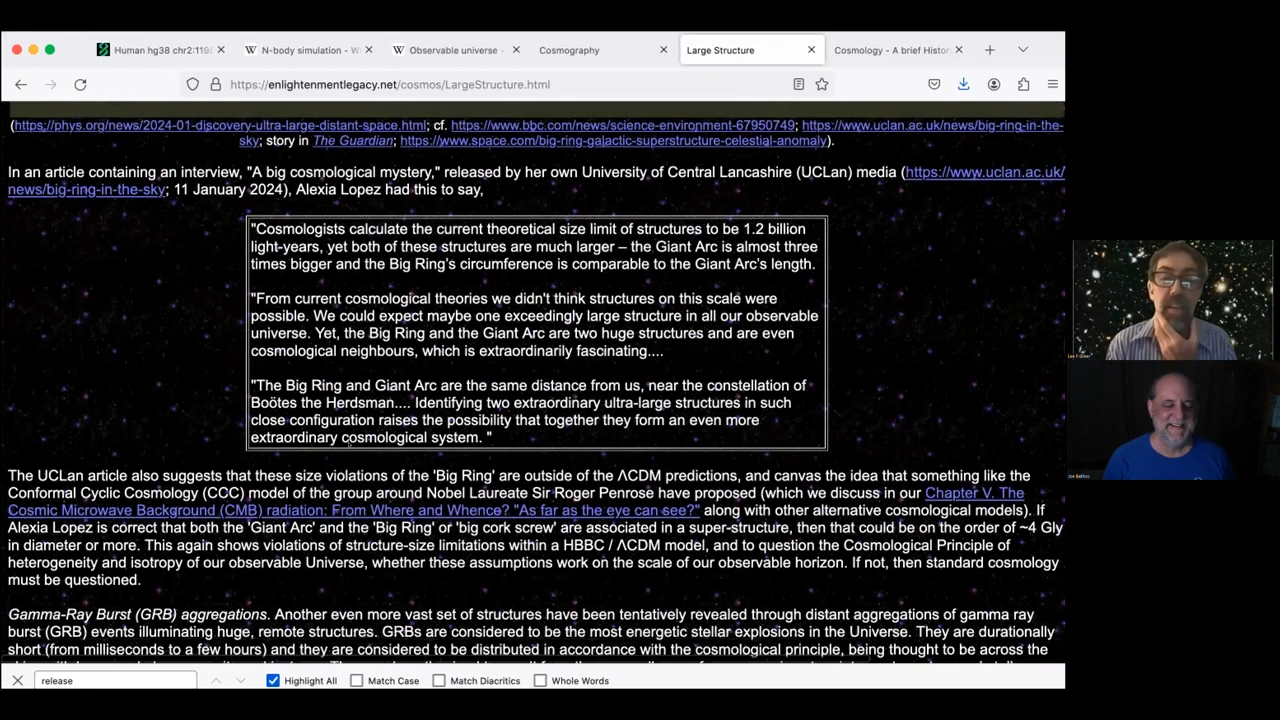 Human hg38 chr2:119
N-body simulation - W
Observable universe -
Cosmography
Large Structure
Cosmology - A brief Histor
https://enlightenmentlegacy.net/cosmos/LargeStructure.html
(https://phys.org/news/2024-01-discovery-ultra-large-distant-space.html; cf. https://www.bbc.com/news/science-environment-67950749; https://www.uclan.ac.uk/news/big-ring-in-the-
sky; story in The Guardian; https://www.space.com/big-ring-galactic-superstructure-celestial-anomaly).
In an article containing an interview, "A big cosmological mystery," released by her own University of Central Lancashire (UCLan) media (https://www.uclan.ac.uk/
news/big-ring-in-the-sky; 11 January 2024), Alexia Lopez had this to say,
"Cosmologists calculate the current theoretical size limit of structures to be 1.2 billion
light-years, yet both of these structures are much larger – the Giant Arc is almost three
times bigger and the Big Ring's circumference is comparable to the Giant Arc's length.
"From current cosmological theories we didn't think structures on this scale were
possible. We could expect maybe one exceedingly large structure in all our observable
universe. Yet, the Big Ring and the Giant Arc are two huge structures and are even
cosmological neighbours, which is extraordinarily fascinating....
"The Big Ring and Giant Arc are the same distance from us, near the constellation of
Boötes the Herdsman.... Identifying two extraordinary ultra-large structures in such
close configuration raises the possibility that together they form an even more
extraordinary cosmological system. "
The UCLan article also suggests that these size violations of the 'Big Ring' are outside of the ΛCDM predictions, and canvas the idea that something like the
Conformal Cyclic Cosmology (CCC) model of the group around Nobel Laureate Sir Roger Penrose have proposed (which we discuss in our Chapter V. The
Cosmic Microwave Background (CMB) radiation: From Where and Whence? "As far as the eye can see?" along with other alternative cosmological models). If
Alexia Lopez is correct that both the 'Giant Arc' and the 'Big Ring' or 'big cork screw' are associated in a super-structure, then that could be on the order of ~4 Gly
in diameter or more. This again shows violations of structure-size limitations within a HBBC / ΛCDM model, and to question the Cosmological Principle of
heterogeneity and isotropy of our observable Universe, whether these assumptions work on the scale of our observable horizon. If not, then standard cosmology
must be questioned.
Gamma-Ray Burst (GRB) aggregations. Another even more vast set of structures have been tentatively revealed through distant aggregations of gamma ray
burst (GRB) events illuminating huge, remote structures. GRBs are considered to be the most energetic stellar explosions in the Universe. They are durationally
short (from milliseconds to a few hours) and they are considered to be distributed in accordance with the cosmological principle, being thought to be across the
release
Highlight All
Match Case
Match Diacritics
Whole Words